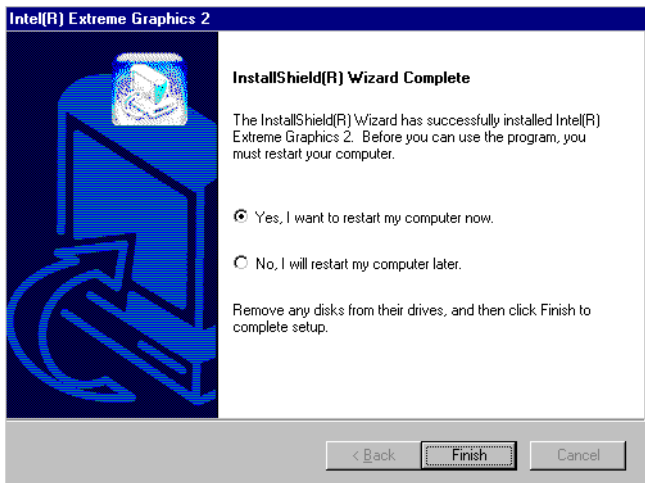 Intel(R) Extreme Graphics 2
InstallShield(R) Wizard Complete
The InstallShield(R) Wizard has successfully installed Intel(R)
Extreme Graphics 2.  Before you can use the program, you
must restart your computer.
Yes, I want to restart my computer now.
No, I will restart my computer later.
Remove any disks from their drives, and then click Finish to
complete setup.
< Back
Finish
Cancel